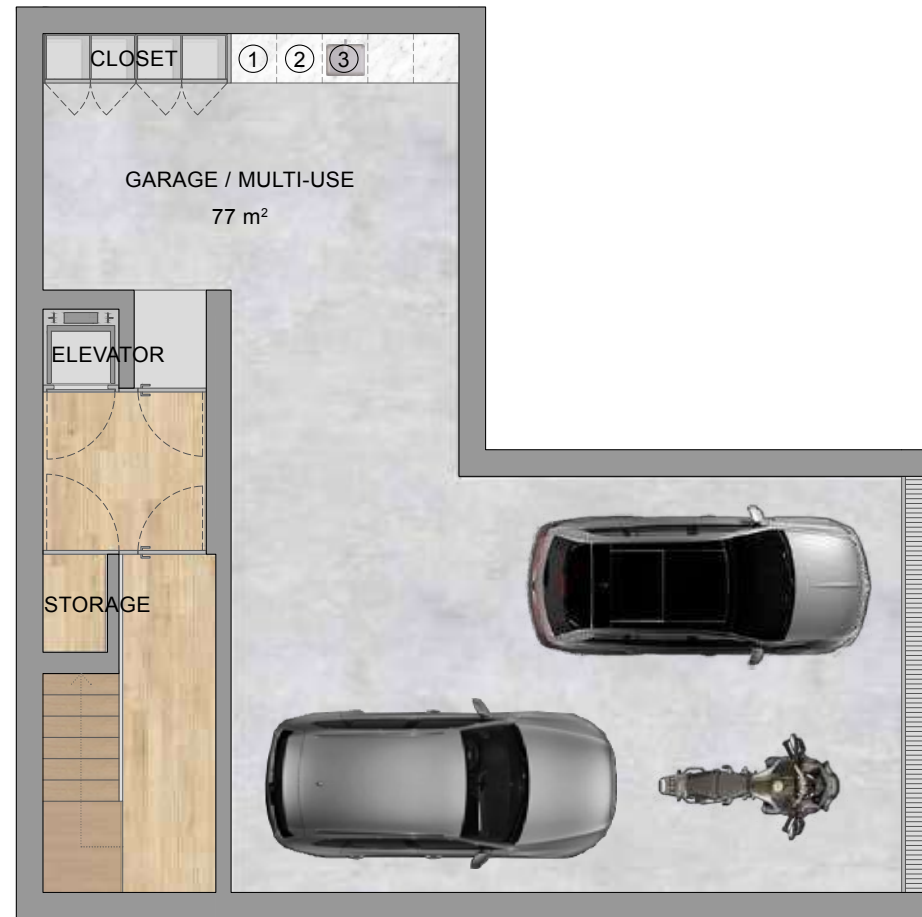 CLOSET
1 2 3
GARAGE / MULTI-USE
77 m²
ELEVATOR
STORAGE